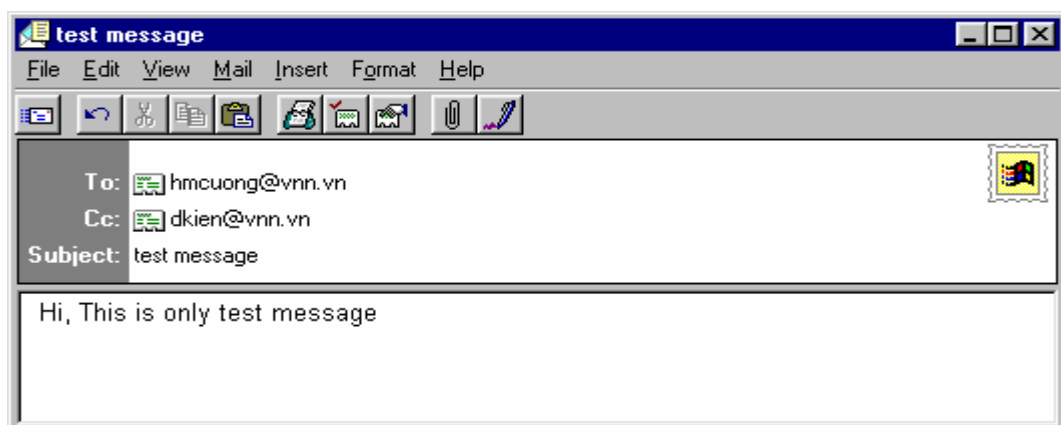 test message
File Edit View Mail Insert Format Help
To: hmcuong@vnn.vn
Cc: dkien@vnn.vn
Subject: test message
Hi, This is only test message